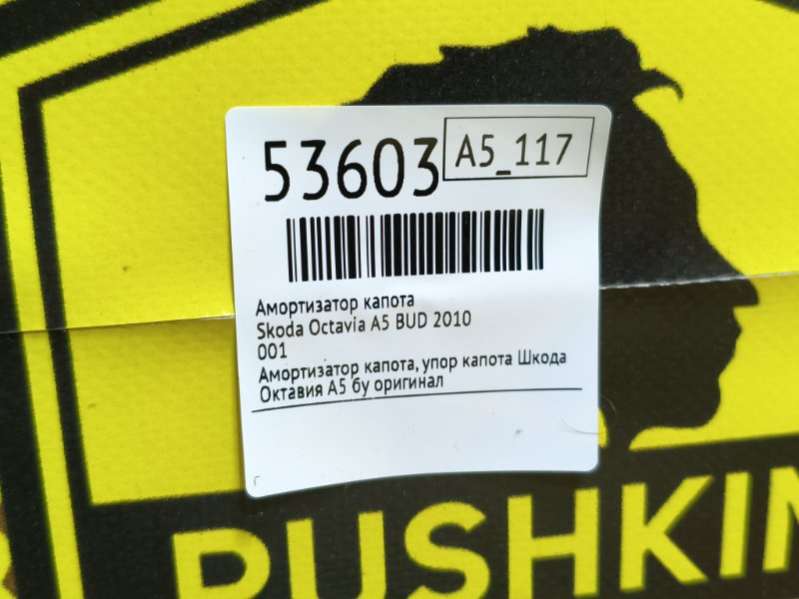 53603
A5_117
Амортизатор капота
Skoda Octavia A5 BUD 2010
001
Амортизатор капота, упор капота Шкода
Октавия А5 бу оригинал
PUSHKIN